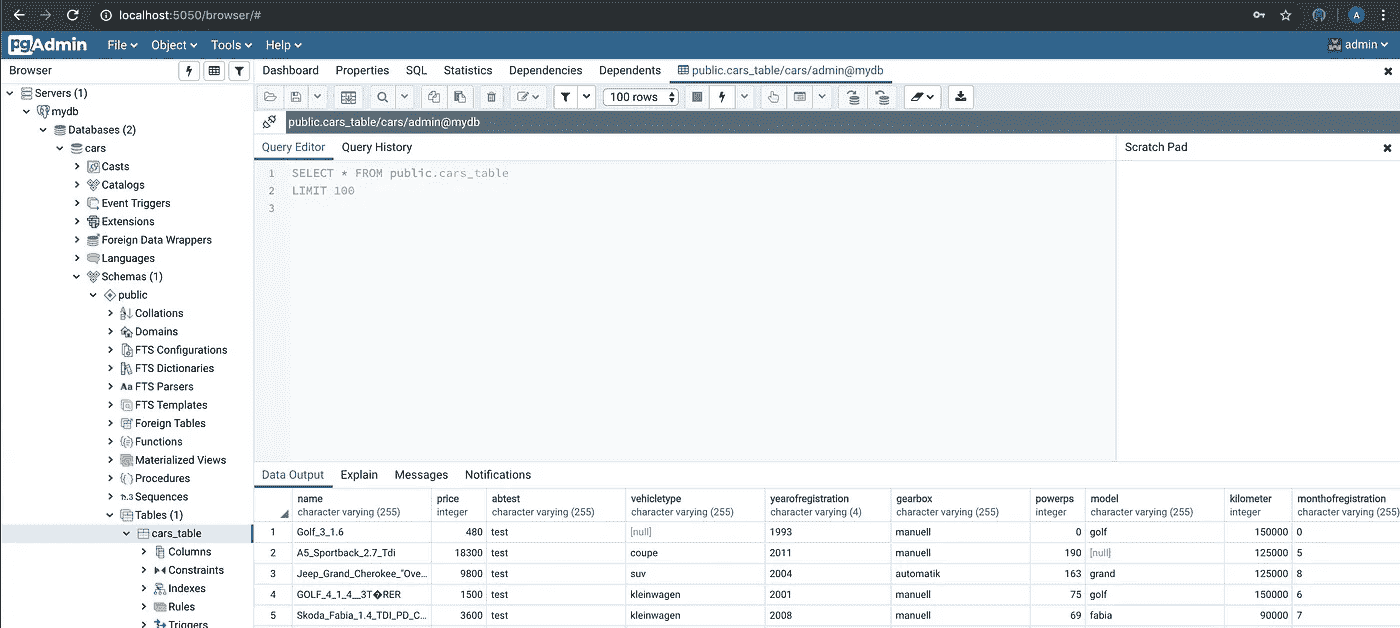 localhost:5050/browser/#
A
pgAdmin File Object Tools Help admin
Browser
Dashboard Properties SQL Statistics Dependencies Dependents public.cars_table/cars/admin@mydb
100 rows
public.cars_table/cars/admin@mydb
Query Editor Query History
Scratch Pad
1 SELECT * FROM public.cars_table
2 LIMIT 100
3
Servers (1)
mydb
Databases (2)
cars
Casts
Catalogs
Event Triggers
Extensions
Foreign Data Wrappers
Languages
Schemas (1)
public
Collations
Domains
FTS Configurations
FTS Dictionaries
Aa FTS Parsers
FTS Templates
Foreign Tables
Functions
Materialized Views
Procedures
1..3 Sequences
Tables (1)
cars_table
Columns
Constraints
Indexes
Rules
Triggers
Data Output Explain Messages Notifications
name price abtest vehicletype yearofregistration gearbox powerps model kilometer monthofregistration
character varying (255) integer character varying (255) character varying (255) character varying (4) character varying (255) integer character varying (255) integer character varying (255)
1 Golf_3_1.6 480 test [null] 1993 manuell 0 golf 150000 0
2 A5_Sportback_2.7_Tdi 18300 test coupe 2011 manuell 190 [null] 125000 5
3 Jeep_Grand_Cherokee_"Ove... 9800 test suv 2004 automatik 163 grand 125000 8
4 GOLF_4_1_4__3T�RER 1500 test kleinwagen 2001 manuell 75 golf 150000 6
5 Skoda_Fabia_1.4_TDI_PD_C... 3600 test kleinwagen 2008 manuell 69 fabia 90000 7